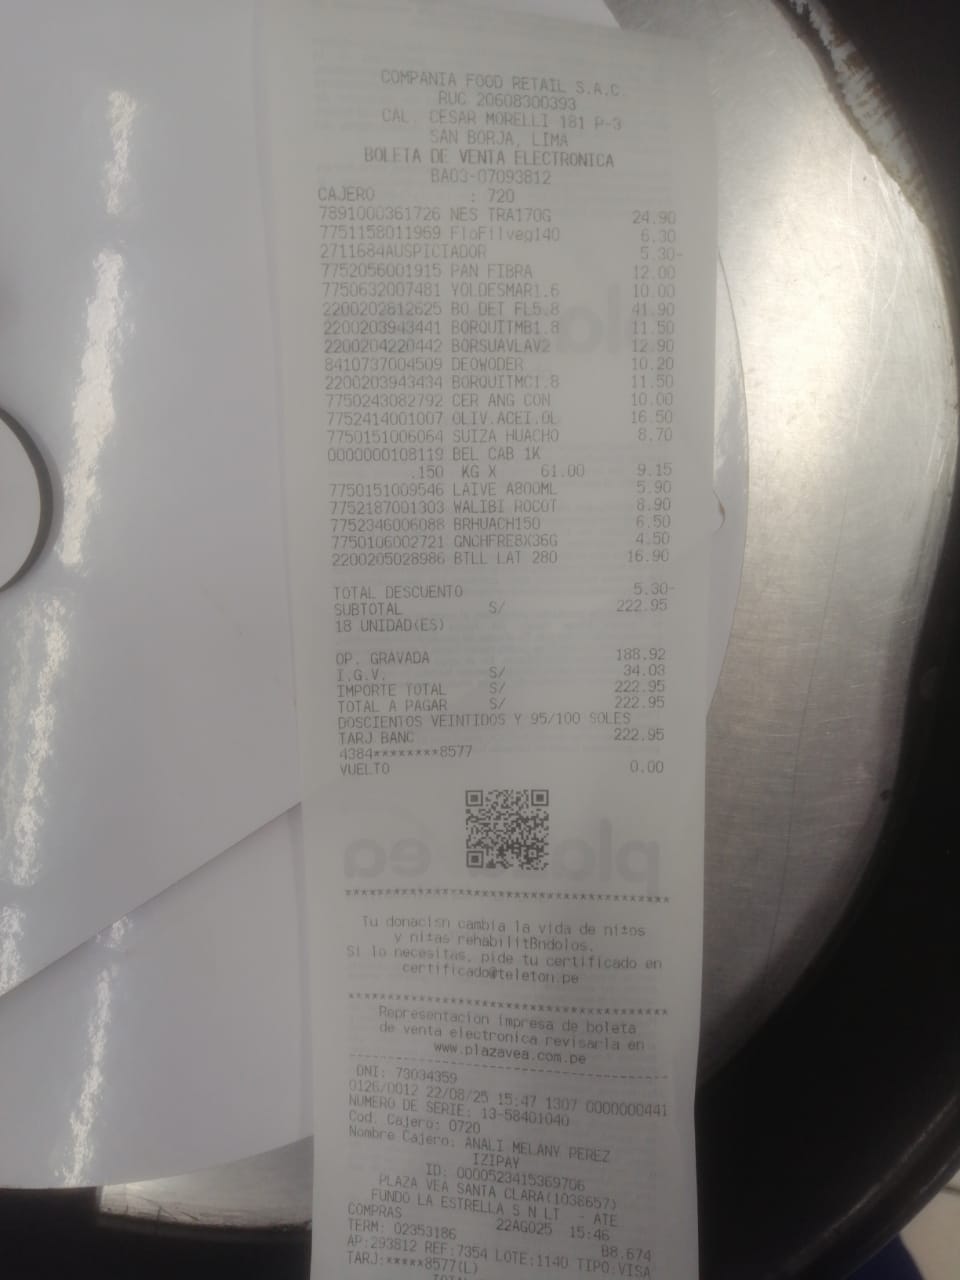 COMPANIA FOOD RETAIL S.A.C.
RUC 20608300393
CAL. CESAR MORELLI 181 P-3
SAN BORJA, LIMA
BOLETA DE VENTA ELECTRONICA
BA03-07093812
CAJERO : 720
7891000361726 NES TRA170G 24.90
7751158011969 FloFilveg140 6.30
2711684AUSPICIADOR 5.30-
7752056001915 PAN FIBRA 12.00
7750632007481 YOLDESMAR1.6 10.00
2200202812625 BO DET FL5.8 41.90
2200203943441 BORQUITMB1.8 11.50
2200204220442 BORSUAVLAV2 12.90
8410737004509 DEOWODER 10.20
2200203943434 BORQUITMC1.8 11.50
7750243082792 CER ANG CON 10.00
7752414001007 OLIV.ACEI.OL 16.50
7750151006064 SUIZA HUACHO 8.70
0000000108119 BEL CAB 1K
.150 KG X 61.00 9.15
7750151009546 LAIVE A800ML 5.90
7752187001303 WALIBI ROCOT 8.90
7752346006088 BRHUACH150 6.50
7750106002721 GNCHFRE8X36G 4.50
2200205028986 BTLL LAT 280 16.90
TOTAL DESCUENTO 5.30-
SUBTOTAL S/ 222.95
18 UNIDAD(ES)
OP. GRAVADA 188.92
I.G.V. S/ 34.03
IMPORTE TOTAL S/ 222.95
TOTAL A PAGAR S/ 222.95
DOSCIENTOS VEINTIDOS Y 95/100 SOLES
TARJ BANC 222.95
4384********8577
VUELTO 0.00
Tu donacisn cambia la vida de nitos
y nitas rehabilitBndolos.
Si lo necesitas, pide tu certificado en
certificado@teleton.pe
Representacion impresa de boleta
de venta electronica revisarla en
www.plazavea.com.pe
DNI: 73034359
0126/0012 22/08/25 15:47 1307 0000000441
NUMERO DE SERIE: 13-58401040
Cod. Cajero: 0720
Nombre Cajero: ANALI MELANY PEREZ
IZIPAY
ID: 0000523415369706
PLAZA VEA SANTA CLARA(1036657)
FUNDO LA ESTRELLA S N LT - ATE
COMPRAS 22AGO25 15:46
TERM: 02353186 B8.674
AP:293812 REF:7354 LOTE:1140 TIPO:VISA
TARJ:*****8577(L)